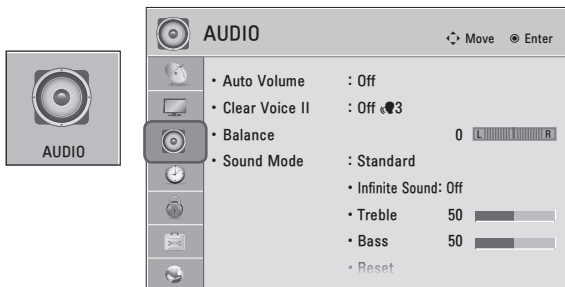 AUDIO
AUDIO
Move Enter
• Auto Volume : Off
• Clear Voice II : Off 3
• Balance 0 L R
• Sound Mode : Standard
• Infinite Sound: Off
• Treble 50
• Bass 50
• Reset